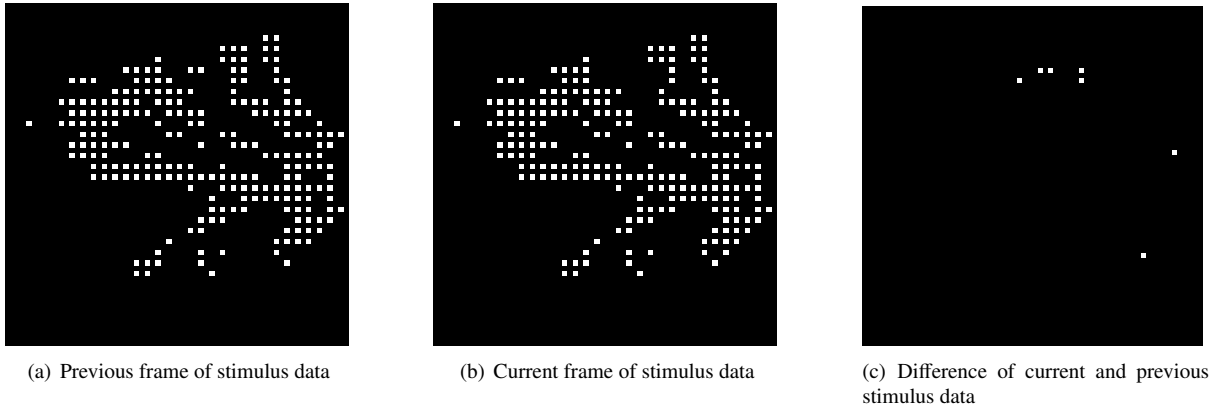 (a) Previous frame of stimulus data
(b) Current frame of stimulus data
(c) Difference of current and previous
stimulus data